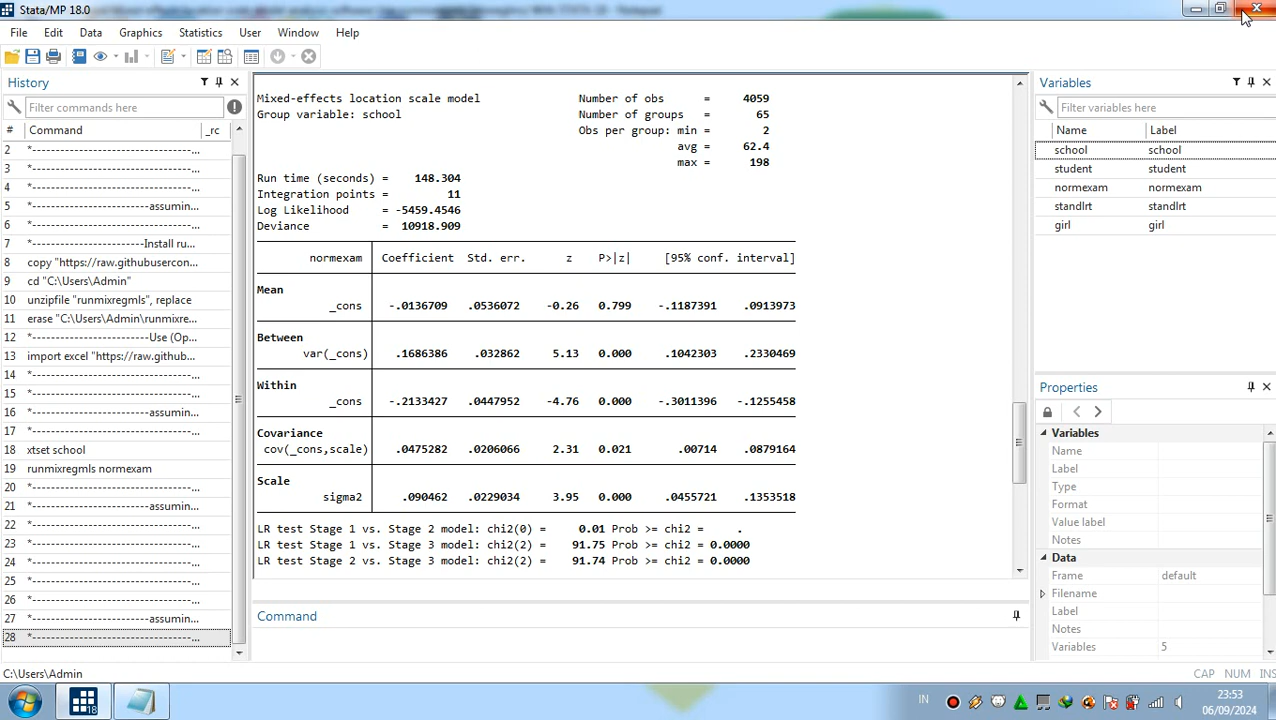 Stata/MP 18.0
File Edit Data Graphics Statistics User Window Help
History
Filter commands here
# Command _rc
2 *----------------------------------...
3 *----------------------------------...
4 *----------------------------------...
5 *----------------------------assumin...
6 *----------------------------------...
7 *------------------------Install ru...
8 copy "https://raw.githubusercon...
9 cd "C:\Users\Admin"
10 unzipfile "runmixregmls", replace
11 erase "C:\Users\Admin\runmixre...
12 *----------------------------Use (Op...
13 import excel "https://raw.github...
14 *----------------------------------...
15 *----------------------------------...
16 *----------------------------assumin...
17 *----------------------------------...
18 xtset school
19 runmixregmls normexam
20 *----------------------------------...
21 *----------------------------assumin...
22 *----------------------------------...
23 *----------------------------------...
24 *----------------------------------...
25 *----------------------------------...
26 *----------------------------------...
27 *----------------------------assumin...
28 *----------------------------------...
Mixed-effects location scale model Number of obs = 4059
Group variable: school Number of groups = 65
Obs per group: min = 2
avg = 62.4
max = 198
Run time (seconds) = 148.304
Integration points = 11
Log Likelihood = -5459.4546
Deviance = 10918.909
normexam Coefficient Std. err. z P>|z| [95% conf. interval]
Mean
_cons -.0136709 .0536072 -0.26 0.799 -.1187391 .0913973
Between
var(_cons) .1686386 .032862 5.13 0.000 .1042303 .2330469
Within
_cons -.2133427 .0447952 -4.76 0.000 -.3011396 -.1255458
Covariance
cov(_cons,scale) .0475282 .0206066 2.31 0.021 .00714 .0879164
Scale
sigma2 .090462 .0229034 3.95 0.000 .0455721 .1353518
LR test Stage 1 vs. Stage 2 model: chi2(0) = 0.01 Prob >= chi2 = .
LR test Stage 1 vs. Stage 3 model: chi2(2) = 91.75 Prob >= chi2 = 0.0000
LR test Stage 2 vs. Stage 3 model: chi2(2) = 91.74 Prob >= chi2 = 0.0000
Command
Variables
Filter variables here
Name Label
school school
student student
normexam normexam
standlrt standlrt
girl girl
Properties
Variables
Name
Label
Type
Format
Value label
Notes
Data
Frame default
Filename
Label
Notes
Variables 5
C:\Users\Admin
CAP NUM INS
18
IN
23:53
06/09/2024